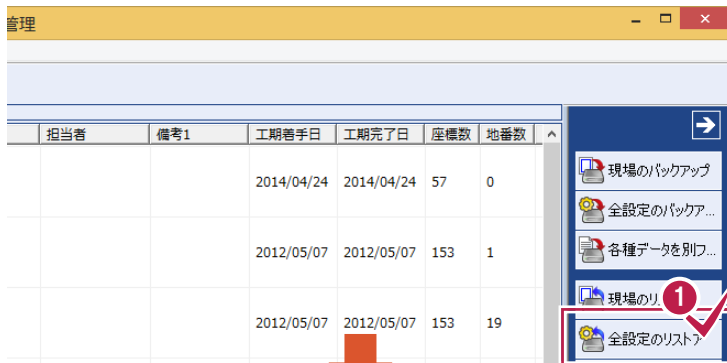 管理
担当者 備考1 工期着手日 工期完了日 座標数 地番数
2014/04/24 2014/04/24 57 0
2012/05/07 2012/05/07 153 1
2012/05/07 2012/05/07 153 19
現場のバックアップ
全設定のバックア...
各種データを別フ...
現場のリ
1
全設定のリストア